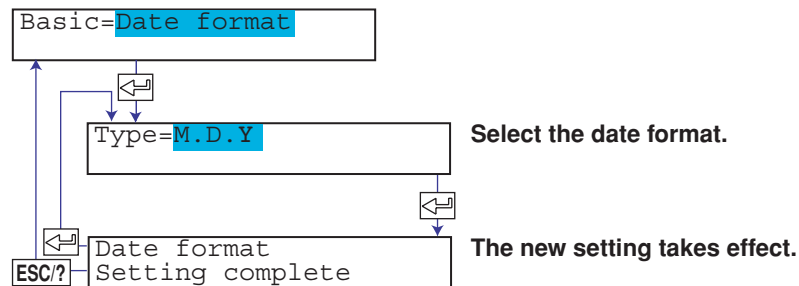 Basic=Date format
Type=M.D.Y
Select the date format.
Date format
Setting complete
The new setting takes effect.
ESC/?